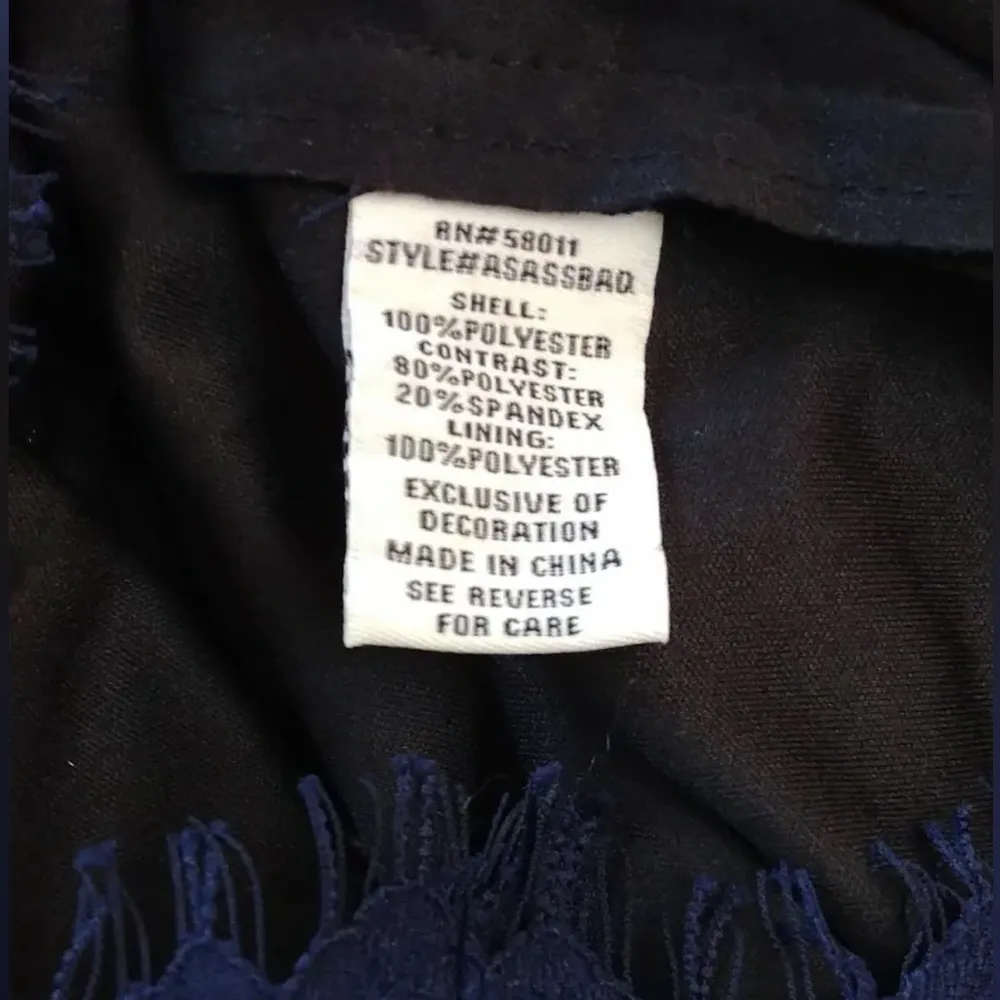 RN#58011
STYLE#ASASSBAQ
SHELL:
100%POLYESTER
CONTRAST:
80%POLYESTER
20%SPANDEX
LINING:
100%POLYESTER
EXCLUSIVE OF
DECORATION
MADE IN CHINA
SEE REVERSE
FOR CARE